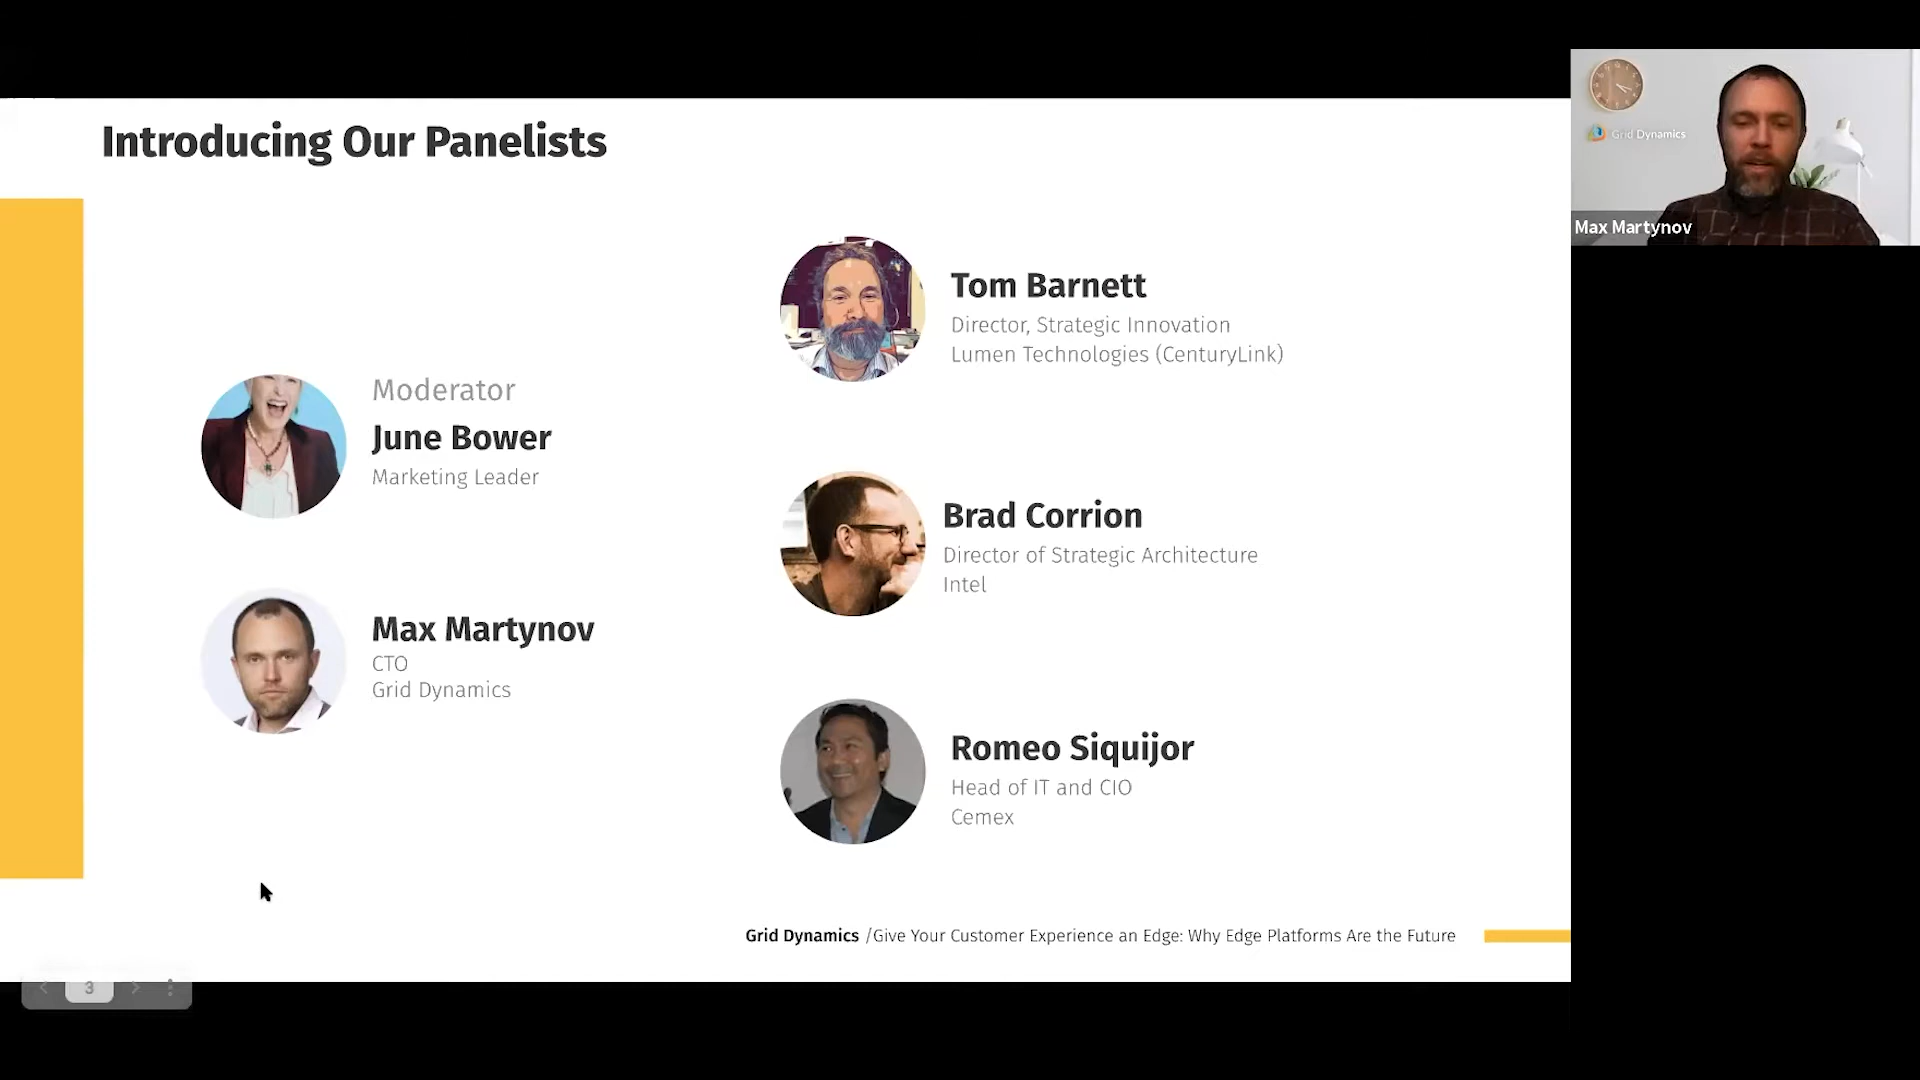 Introducing Our Panelists
Moderator
June Bower
Marketing Leader
Max Martynov
CTO
Grid Dynamics
Tom Barnett
Director, Strategic Innovation
Lumen Technologies (CenturyLink)
Brad Corrion
Director of Strategic Architecture
Intel
Romeo Siquijor
Head of IT and CIO
Cemex
Grid Dynamics /Give Your Customer Experience an Edge: Why Edge Platforms Are the Future
3
Grid Dynamics
Max Martynov